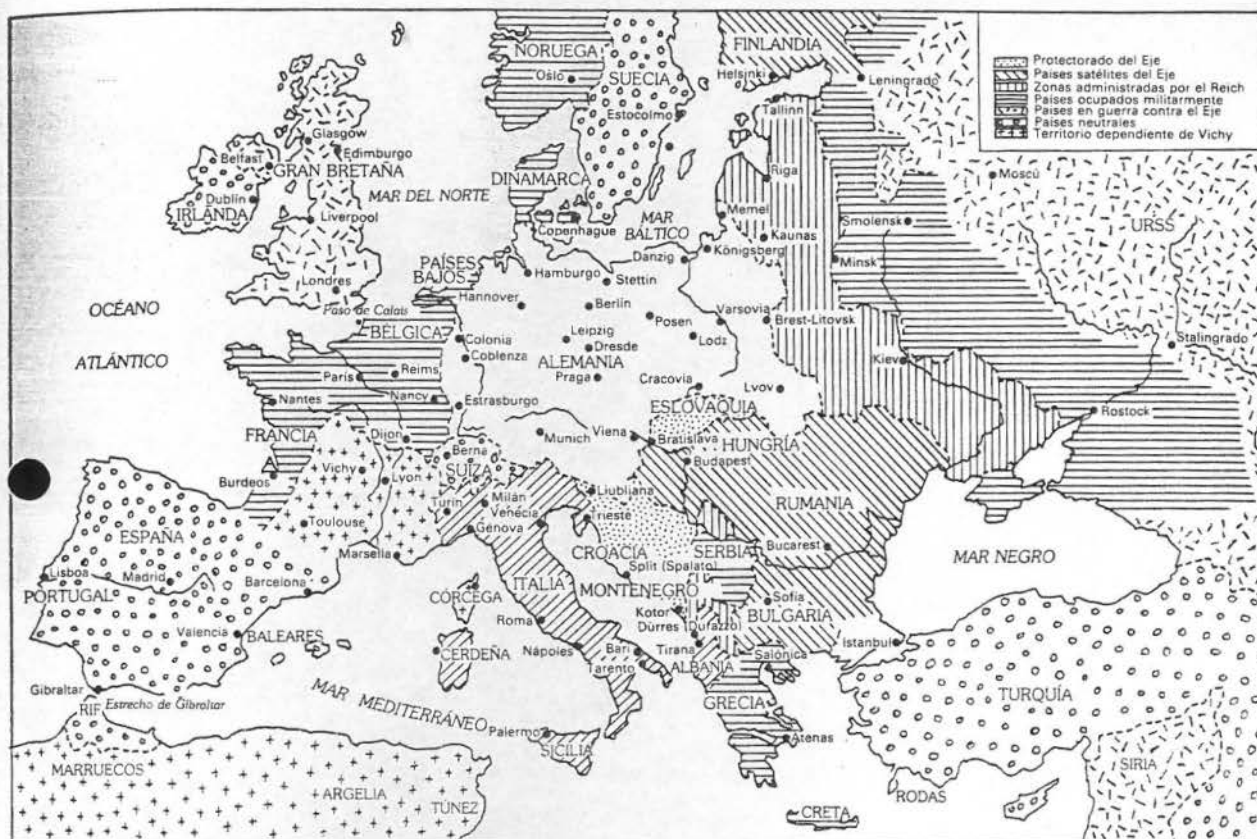 Protectorado del Eje
Países satélites del Eje
Zonas administradas por el Reich
Países ocupados militarmente
Países en guerra contra el Eje
Países neutrales
Territorio dependiente de Vichy
NORUEGA
Oslo
SUECIA
Estocolmo
FINLANDIA
Helsinki
Leningrado
Tallinn
Glasgow
Edimburgo
Belfast
GRAN BRETAÑA
Dublín
IRLANDA
Liverpool
Londres
MAR DEL NORTE
DINAMARCA
Copenhague
MAR
BÁLTICO
Riga
Memel
Kaunas
Königsberg
Danzig
Moscú
Smolensk
URSS
Minsk
PAÍSES
BAJOS
Hamburgo
Stettin
Hannover
Berlín
Varsovia
Posen
Brest-Litovsk
OCÉANO
ATLÁNTICO
Paso de Calais
BÉLGICA
Colonia
Coblenza
Leipzig
Dresde
Lodz
ALEMANIA
Praga
Cracovia
Lvov
Kiev
Stalingrado
Rostock
París
Reims
Nantes
Nancy
Estrasburgo
FRANCIA
Dijon
Munich
Viena
ESLOVAQUIA
Bratislava
HUNGRÍA
Budapest
Berna
SUIZA
Vichy
Lyon
Burdeos
Toulouse
Marsella
Turín
Milán
Venecia
Génova
Liubliana
Trieste
RUMANIA
Bucarest
CROACIA
SERBIA
Split (Spalato)
MONTENEGRO
MAR NEGRO
ESPAÑA
Lisboa
Madrid
PORTUGAL
Barcelona
Valencia
BALEARES
Gibraltar
Estrecho de Gibraltar
RIF
CÓRCEGA
ITALIA
Roma
CERDEÑA
Nápoles
Bari
Tarento
Kotor
Dürres (Durazzo)
Tirana
ALBANIA
Sofía
BULGARIA
Istanbul
Salónica
GRECIA
Atenas
TURQUÍA
MAR MEDITERRÁNEO
Palermo
SICILIA
MARRUECOS
ARGELIA
TÚNEZ
CRETA
RODAS
SIRIA